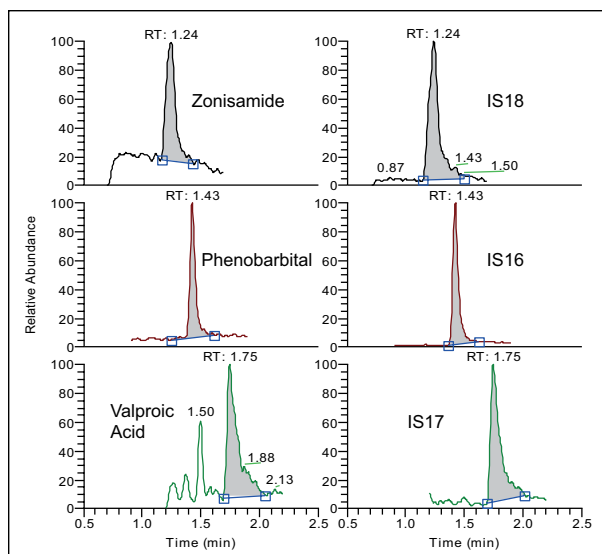 RT: 1.24
RT: 1.24
100
80
60
40
20
0
Zonisamide
100
80
60
40
20
0
IS18
0.87
1.43
1.50
RT: 1.43
RT: 1.43
Relative Abundance
100
80
60
40
20
0
Phenobarbital
100
80
60
40
20
0
IS16
RT: 1.75
RT: 1.75
100
80
60
40
20
0
Valproic
Acid
1.50
1.88
2.13
100
80
60
40
20
0
IS17
0.5 1.0 1.5 2.0 2.5
0.5 1.0 1.5 2.0 2.5
Time (min)
Time (min)